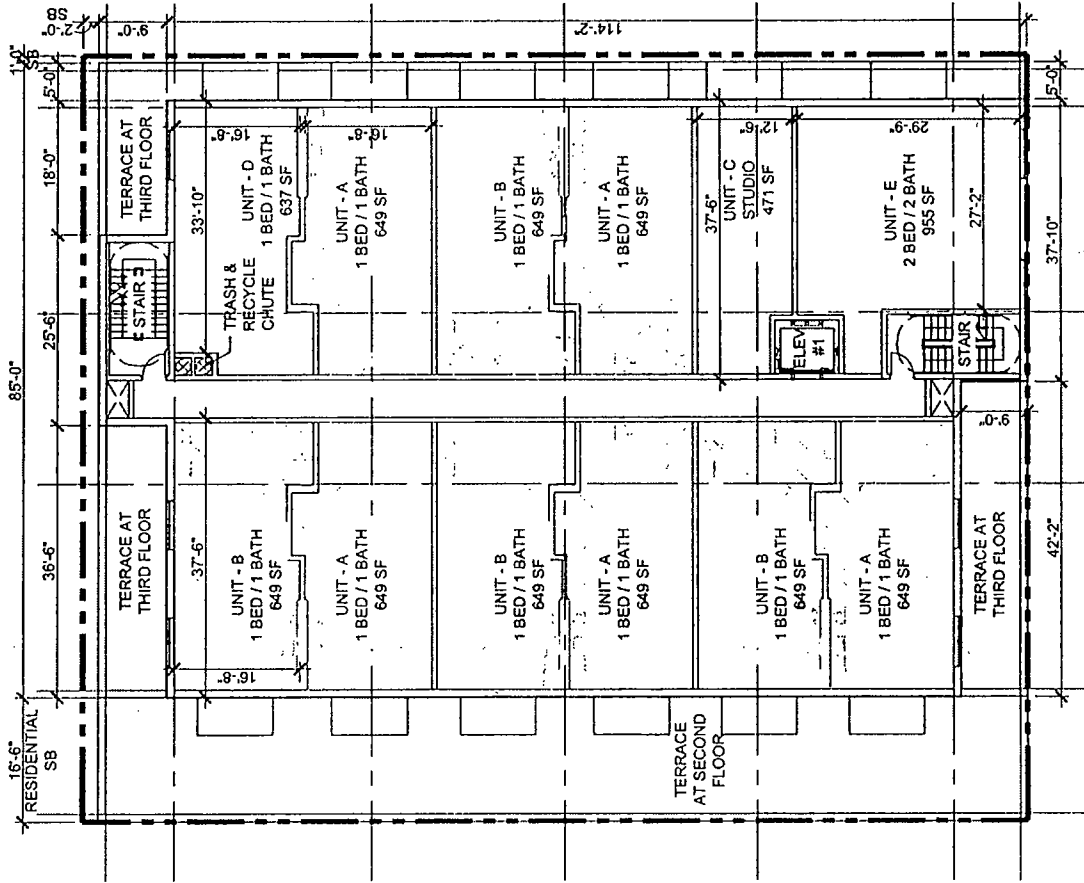 2'-0"
SB
9'-0"
114'-2"
1'-0"
SB
5'-0"
18'-0"
25'-6"
85'-0"
36'-6"
16'-6"
RESIDENTIAL
SB
TERRACE AT
THIRD FLOOR
STAIR
33'-10"
16'-8"
UNIT - D
1 BED / 1 BATH
637 SF
TRASH &
RECYCLE
CHUTE
16'-8"
UNIT - A
1 BED / 1 BATH
649 SF
UNIT - B
1 BED / 1 BATH
649 SF
UNIT - A
1 BED / 1 BATH
649 SF
37'-6"
12'-6"
UNIT - C
STUDIO
471 SF
ELEV
#1
29'-9"
UNIT - E
2 BED / 2 BATH
955 SF
27'-2"
STAIR
5'-0"
37'-10"
42'-2"
9'-0"
TERRACE AT
THIRD FLOOR
37'-6"
16'-8"
UNIT - B
1 BED / 1 BATH
649 SF
UNIT - A
1 BED / 1 BATH
649 SF
UNIT - B
1 BED / 1 BATH
649 SF
UNIT - A
1 BED / 1 BATH
649 SF
UNIT - B
1 BED / 1 BATH
649 SF
UNIT - A
1 BED / 1 BATH
649 SF
TERRACE AT
THIRD FLOOR
TERRACE
AT SECOND
FLOOR